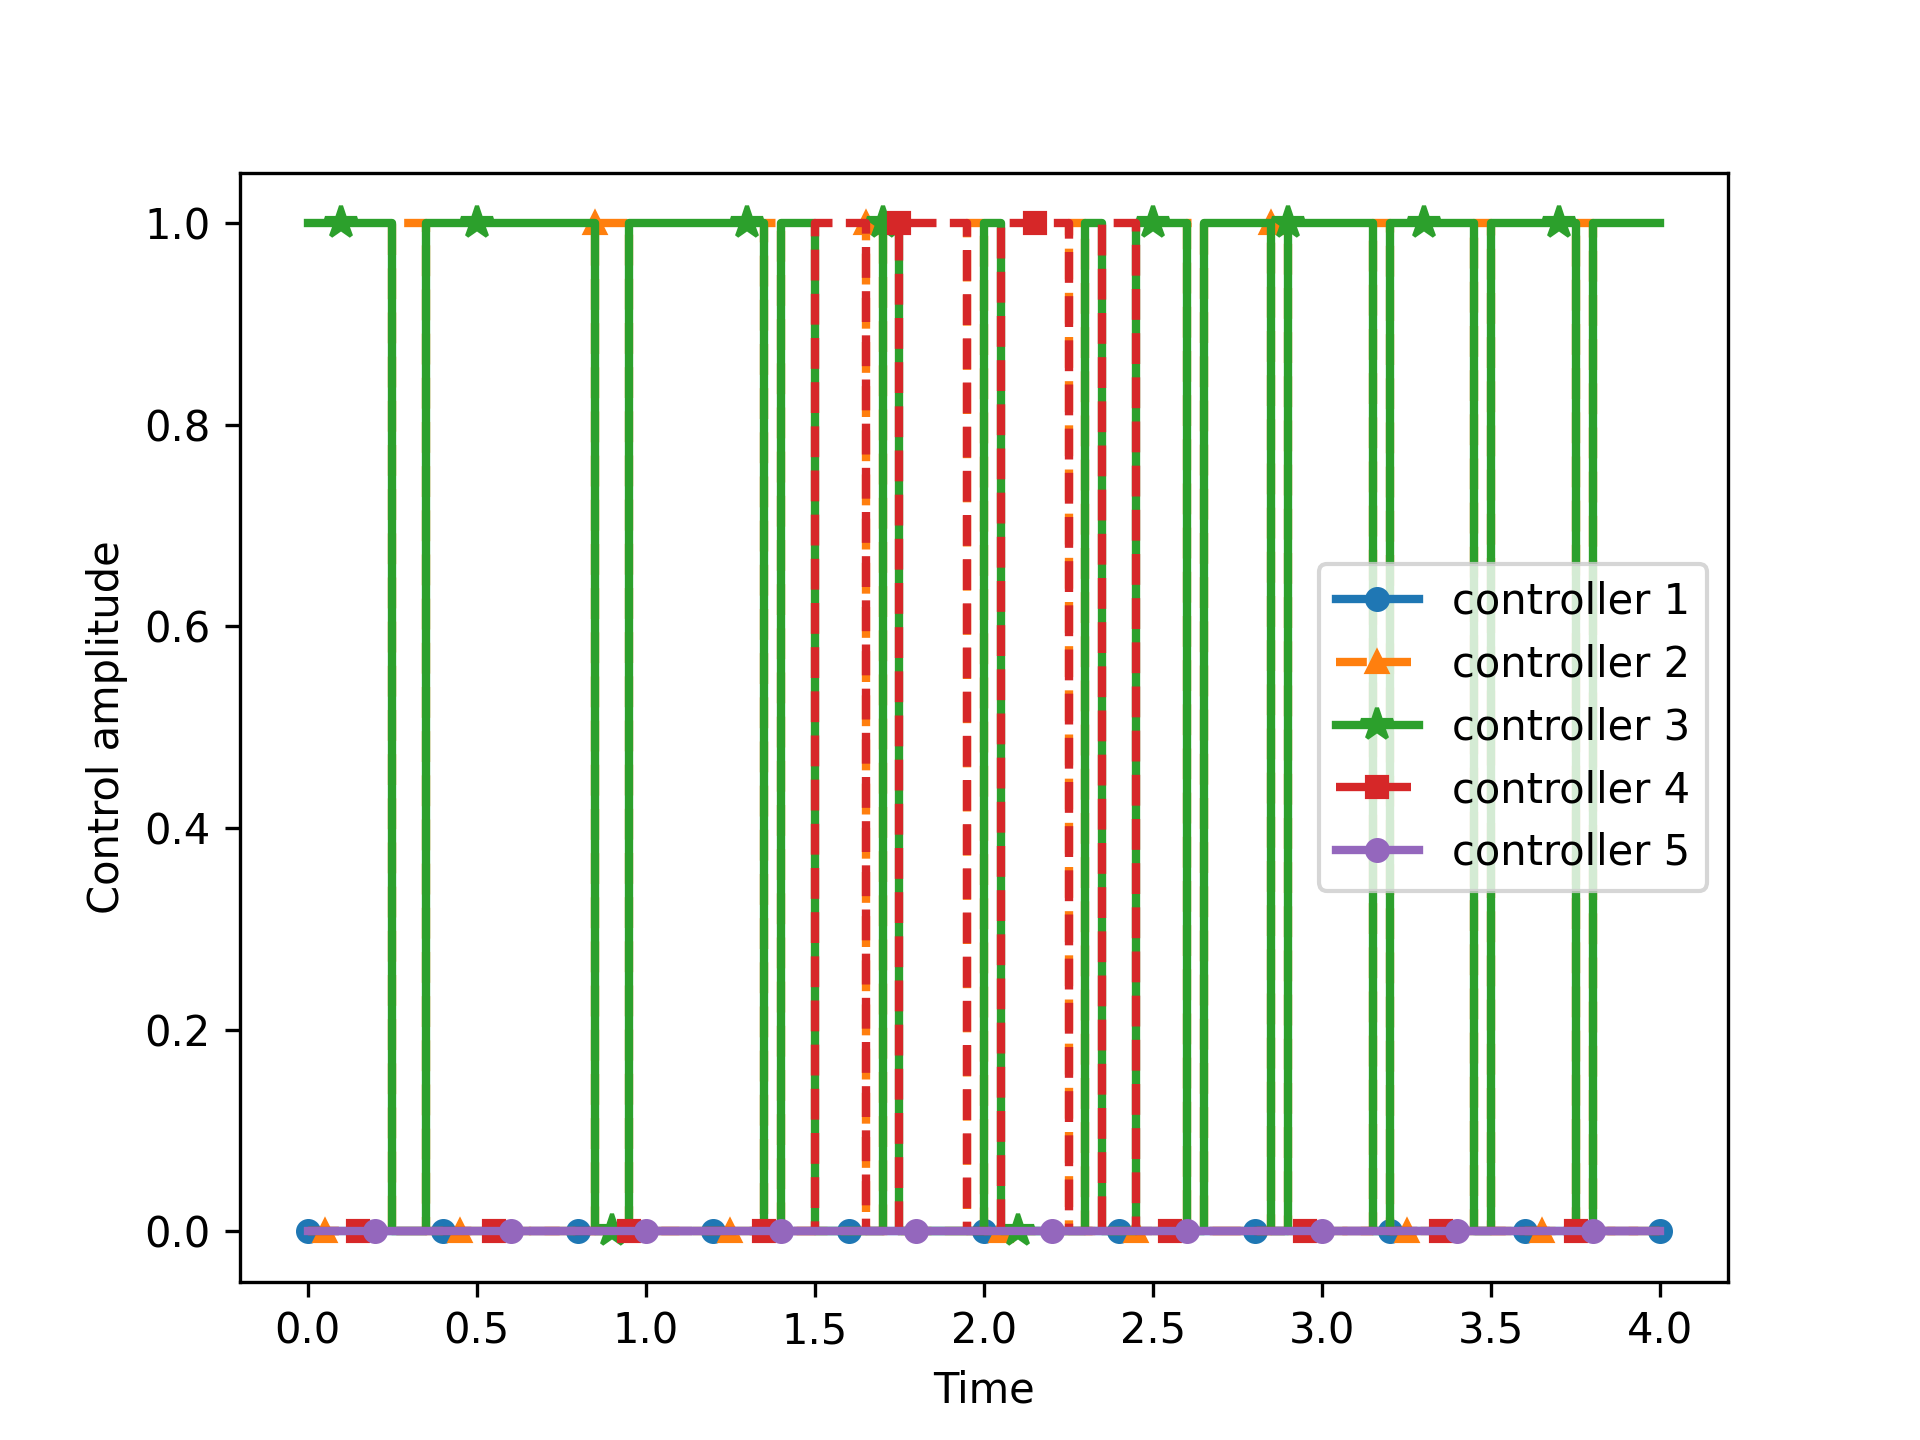 1.0
0.8
0.6
0.4
0.2
0.0
Control amplitude
controller 1
controller 2
controller 3
controller 4
controller 5
0.0 0.5 1.0 1.5 2.0 2.5 3.0 3.5 4.0
Time